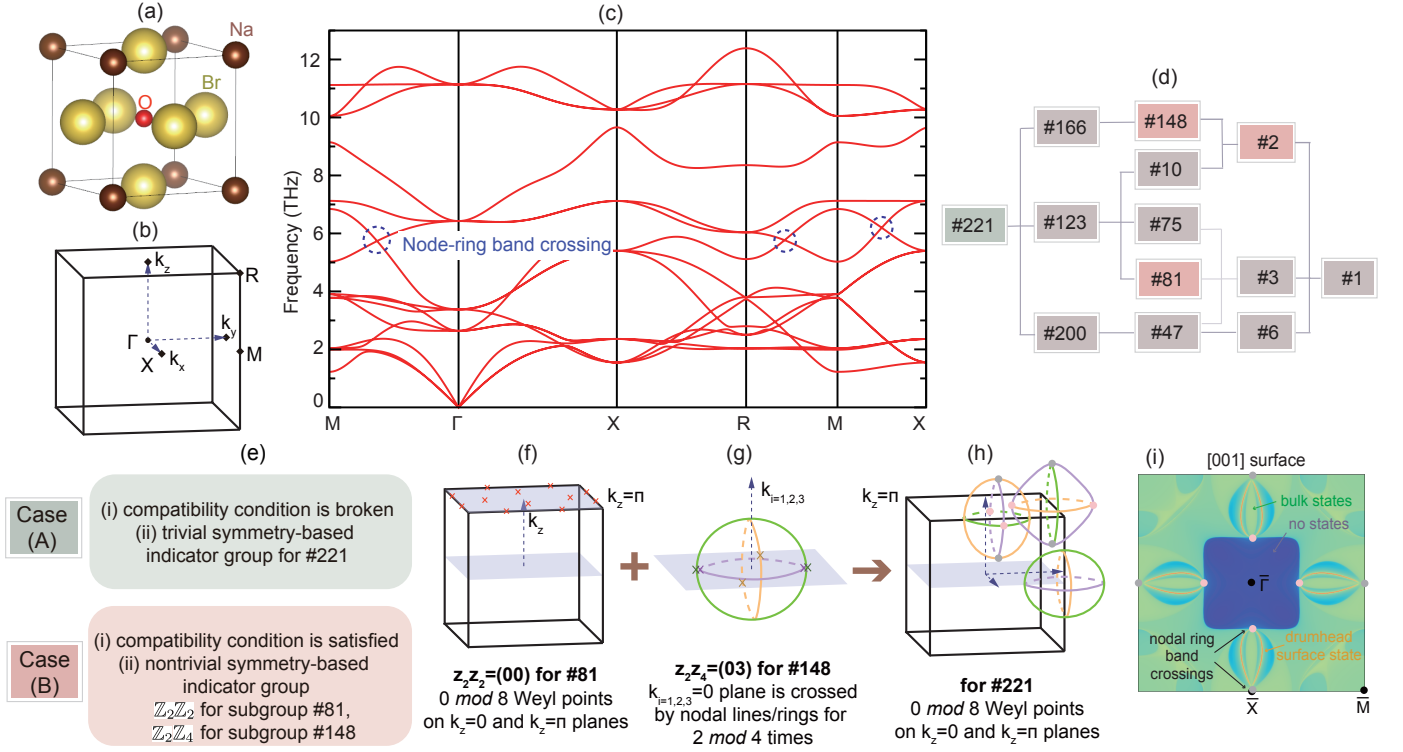 (a)
Na
Br
O
(b)
k_z
R
k_y
Γ
M
X
k_x
(c)
Frequency (THz)
12
10
8
6
4
2
0
Node-ring band crossing
M
Γ
X
R
M
X
(d)
#166
#148
#2
#10
#221
#123
#75
#81
#3
#1
#200
#47
#6
(e)
Case
(A)
(i) compatibility condition is broken
(ii) trivial symmetry-based
indicator group for #221
Case
(B)
(i) compatibility condition is satisfied
(ii) nontrivial symmetry-based
indicator group
ℤ₂ℤ₂ for subgroup #81,
ℤ₂ℤ₄ for subgroup #148
(f)
k_z=π
k_z
z₂z₂=(00) for #81
0 mod 8 Weyl points
on k_z=0 and k_z=π planes
(g)
k_i=1,2,3
z₂z₄=(03) for #148
k_i=1,2,3=0 plane is crossed
by nodal lines/rings for
2 mod 4 times
(h)
k_z=π
for #221
0 mod 8 Weyl points
on k_z=0 and k_z=π planes
(i)
[001] surface
bulk states
no states
Γ̅
nodal ring
band
crossings
drumhead
surface state
X̅
M̅